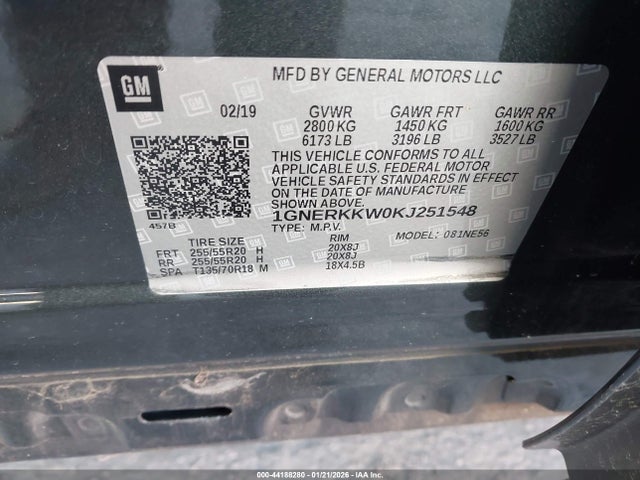 GM
MFD BY GENERAL MOTORS LLC
02/19 GVWR GAWR FRT GAWR RR
2800 KG 1450 KG 1600 KG
6173 LB 3196 LB 3527 LB
THIS VEHICLE CONFORMS TO ALL
APPLICABLE U.S. FEDERAL MOTOR
VEHICLE SAFETY STANDARDS IN
EFFECT ON THE DATE OF MANUFACTURE
SHOWN ABOVE.
1GNERKKW0KJ251548
457B
TYPE: M.P.V. MODEL: 081NE56
TIRE SIZE RIM
FRT 255/55R20 H 20X8J
RR 255/55R20 H 20X8J
SPA T135/70R18 M 18X4.5B
000-44188280 - 01/21/2026 - IAAI.COM